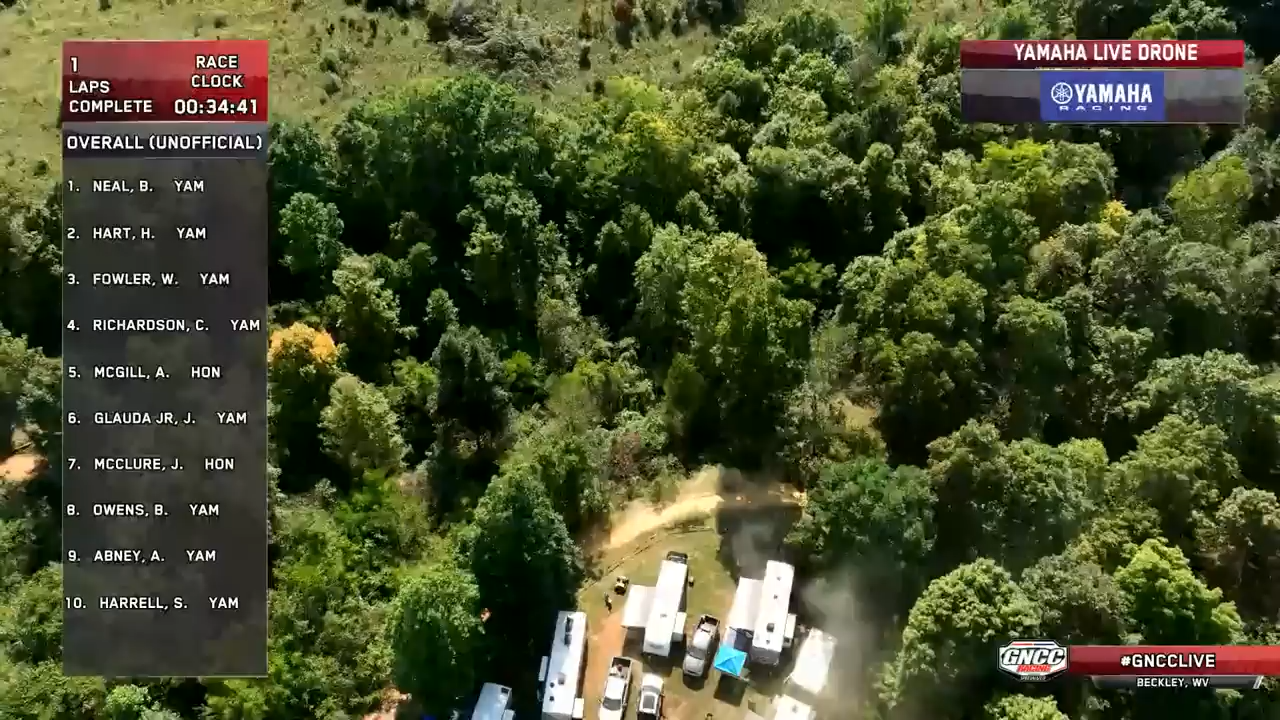 1
LAPS
COMPLETE
RACE
CLOCK
00:34:41
OVERALL (UNOFFICIAL)
1. NEAL, B. YAM
2. HART, H. YAM
3. FOWLER, W. YAM
4. RICHARDSON, C. YAM
5. MCGILL, A. HON
6. GLAUDA JR, J. YAM
7. MCCLURE, J. HON
8. OWENS, B. YAM
9. ABNEY, A. YAM
10. HARRELL, S. YAM
YAMAHA LIVE DRONE
YAMAHA
RACING
GNCC
RACING
#GNCCLIVE
BECKLEY, WV